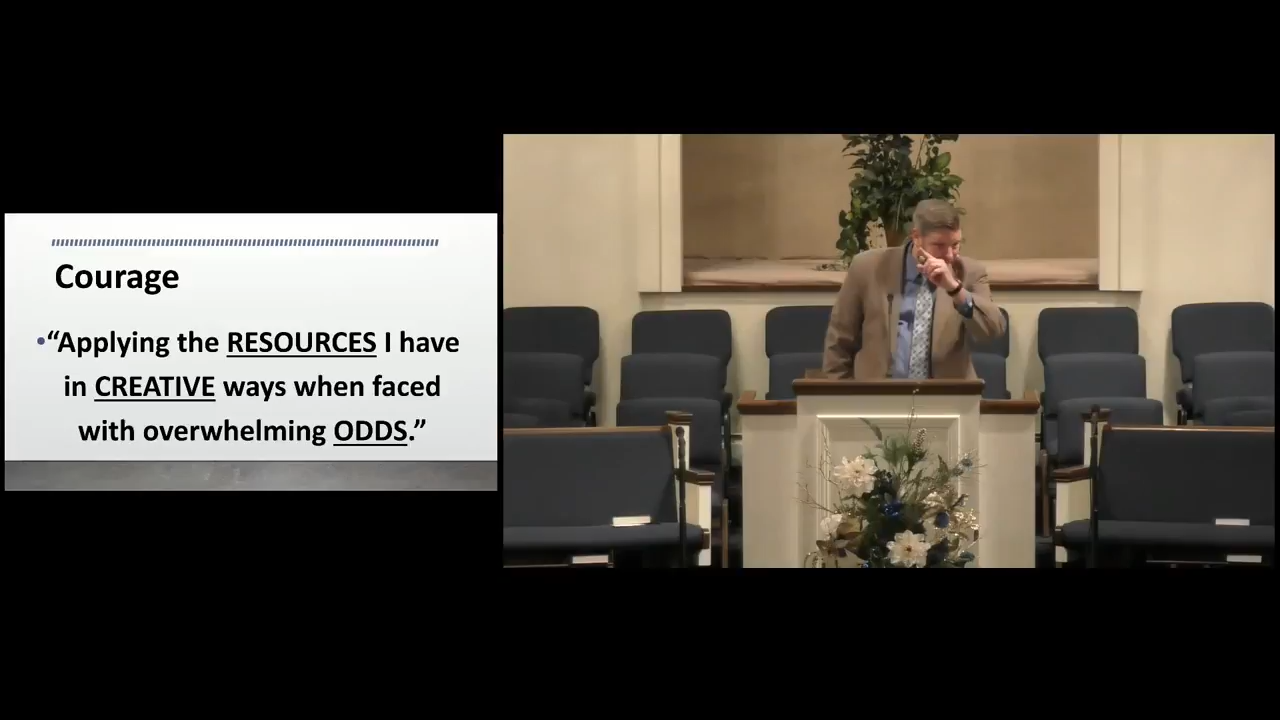 Courage
•“Applying the RESOURCES I have
in CREATIVE ways when faced
with overwhelming ODDS.”